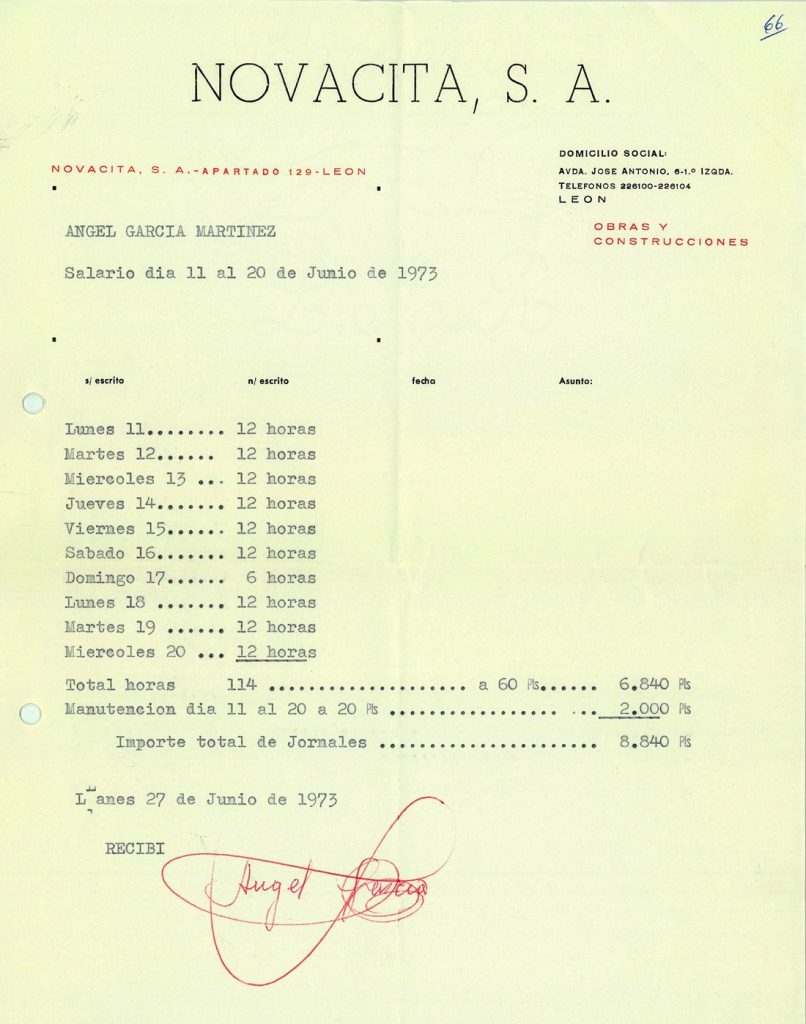 66
NOVACITA, S. A.
NOVACITA, S. A.-APARTADO 129-LEON
DOMICILIO SOCIAL:
AVDA. JOSE ANTONIO, 6-1.º IZQDA.
TELEFONOS 226100-226104
LEON
OBRAS Y
CONSTRUCCIONES
ANGEL GARCIA MARTINEZ
Salario dia 11 al 20 de Junio de 1973
s/ escrito n/ escrito fecha Asunto:
Lunes 11........ 12 horas
Martes 12...... 12 horas
Miercoles 13 ... 12 horas
Jueves 14....... 12 horas
Viernes 15...... 12 horas
Sabado 16....... 12 horas
Domingo 17...... 6 horas
Lunes 18 ....... 12 horas
Martes 19 ...... 12 horas
Miercoles 20 ... 12 horas
Total horas 114 .................... a 60 Pts...... 6.840 Pts
Manutencion dia 11 al 20 a 20 Pts ................. ... 2.000 Pts
Importe total de Jornales ...................... 8.840 Pts
Llanes 27 de Junio de 1973
RECIBI
Angel Garcia